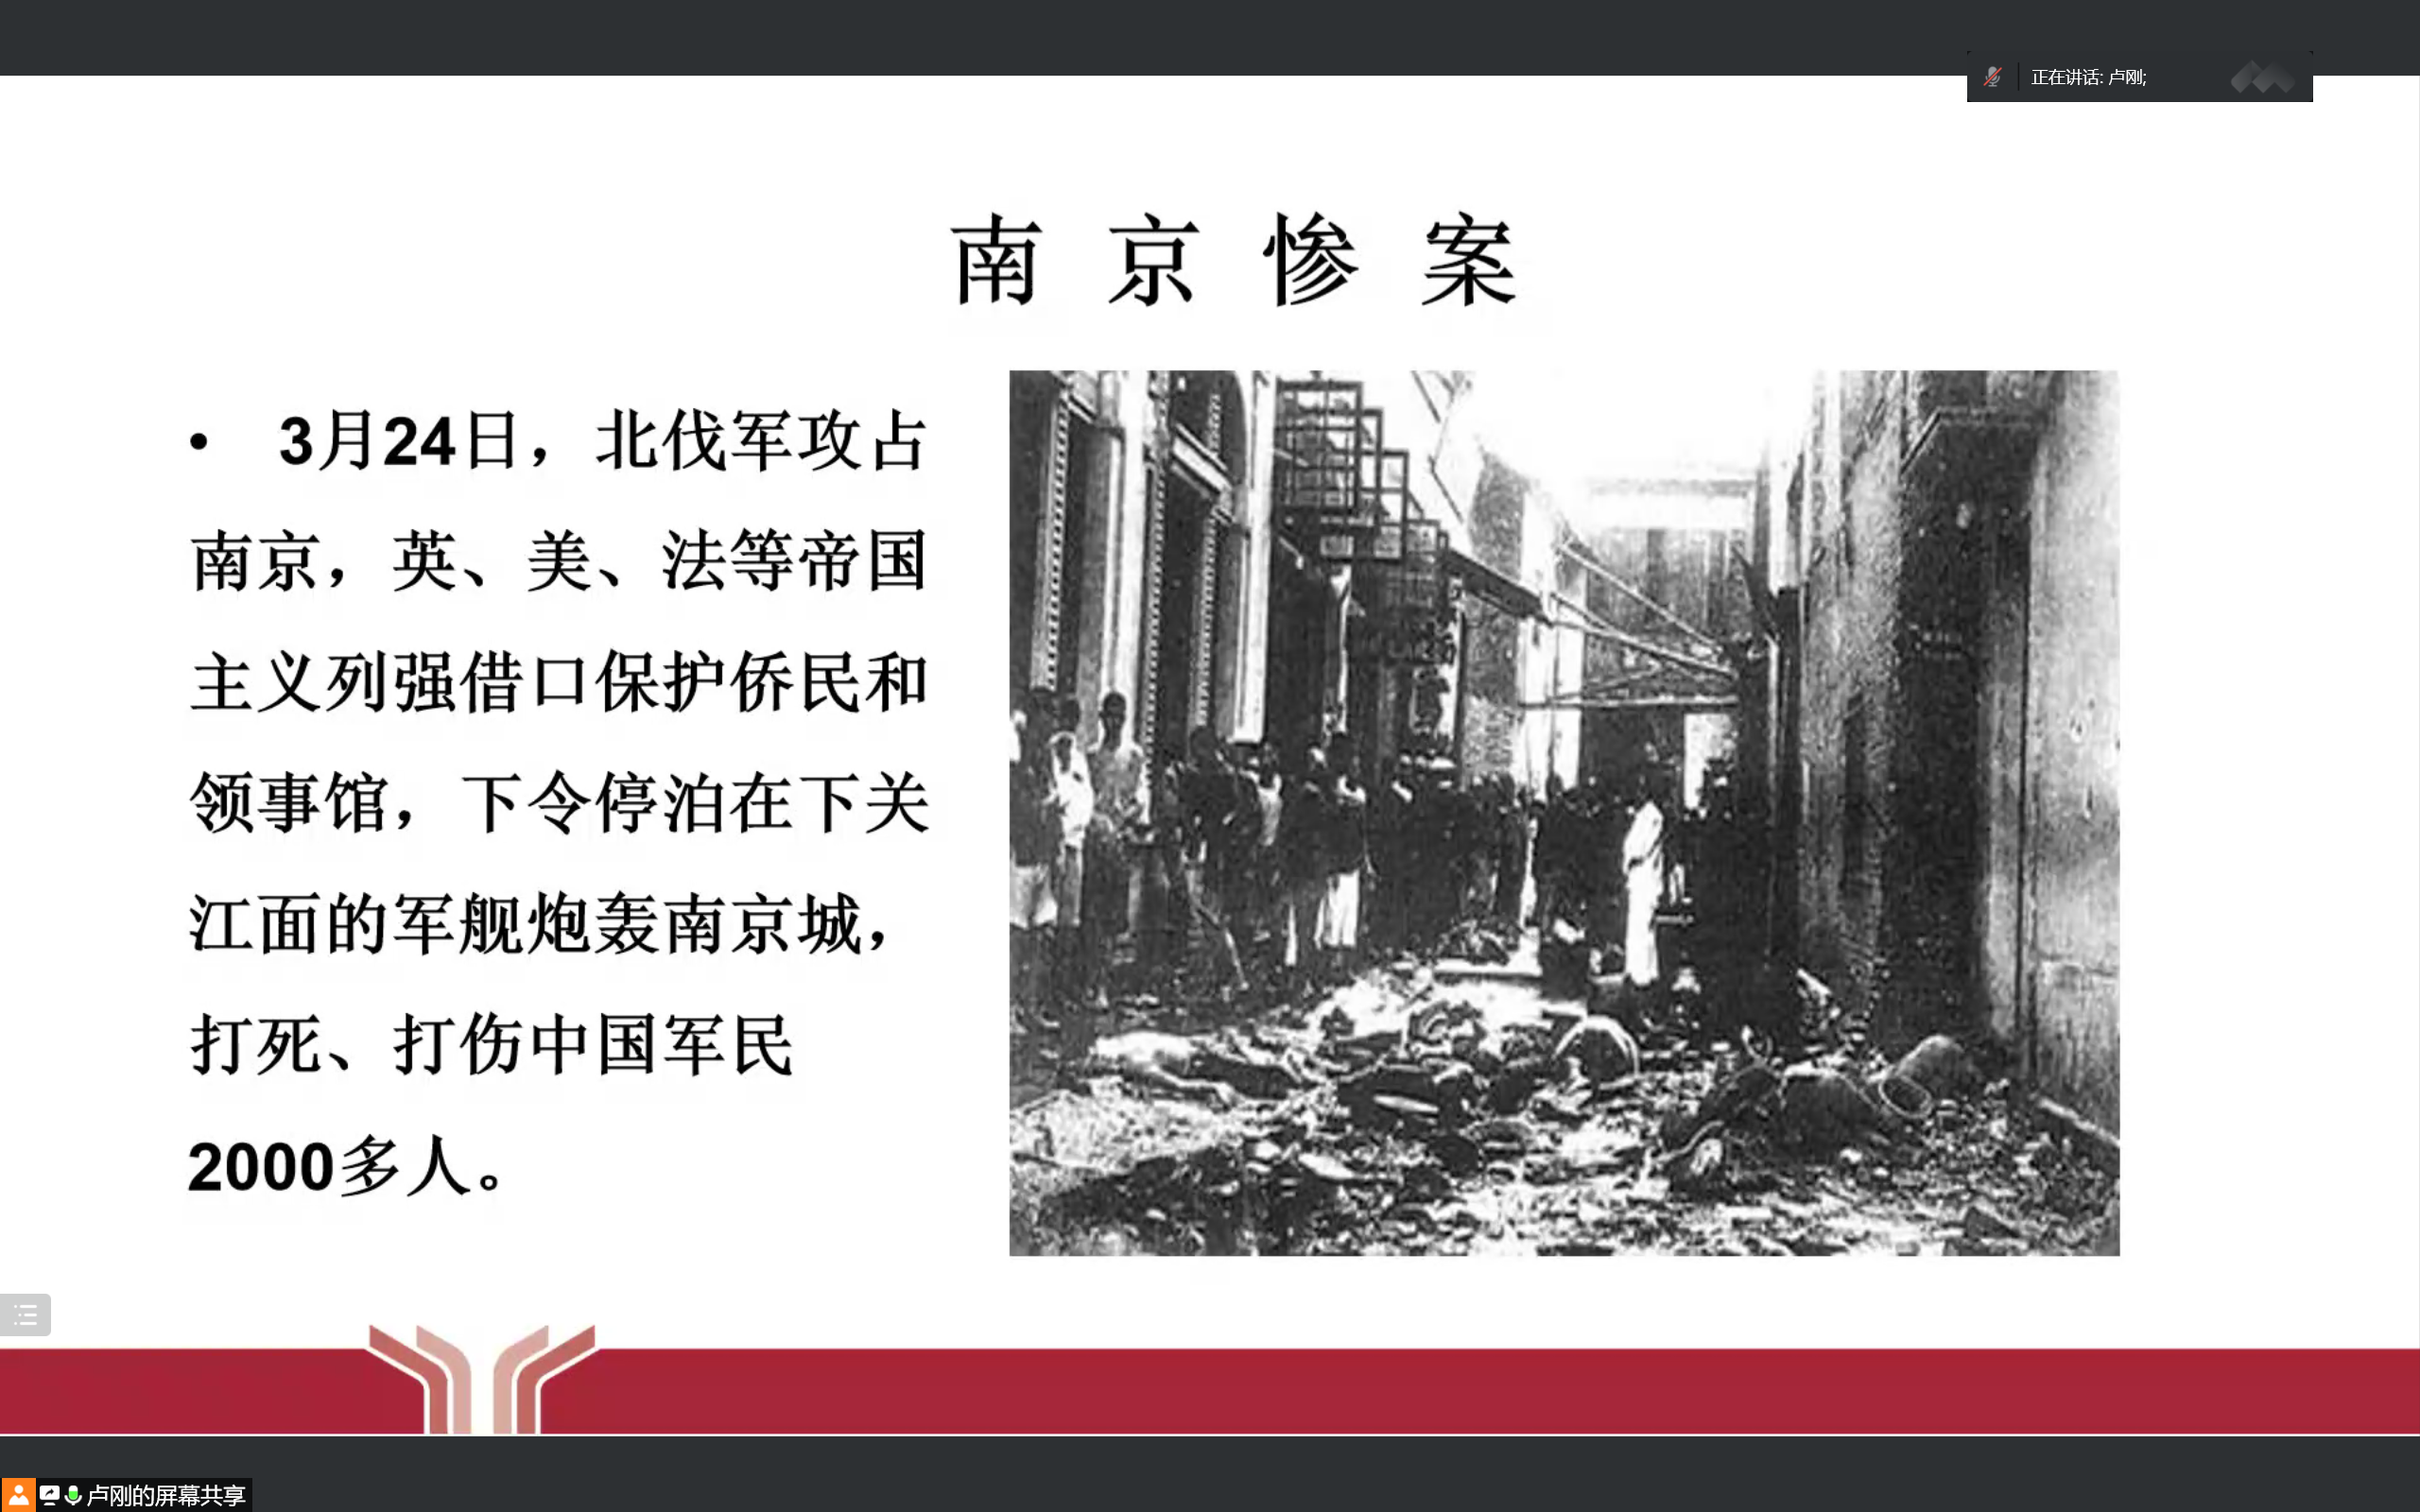 正在讲话: 卢刚;
南京惨案
• 3月24日，北伐军攻占
南京，英、美、法等帝国
主义列强借口保护侨民和
领事馆，下令停泊在下关
江面的军舰炮轰南京城，
打死、打伤中国军民
2000多人。
卢刚的屏幕共享